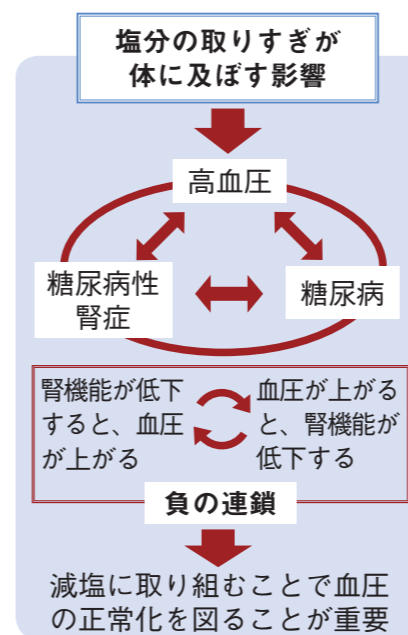 塩分の取りすぎが
体に及ぼす影響
高血圧
糖尿病性
腎症
糖尿病
腎機能が低下
すると、血圧
が上がる
血圧が上がる
と、腎機能が
低下する
負の連鎖
減塩に取り組むことで血圧
の正常化を図ることが重要